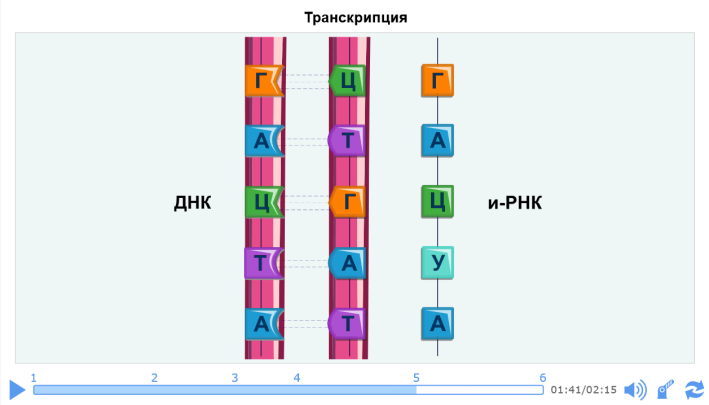 Транскрипция
Г Ц Г
А Т А
Ц Г Ц
ДНК
и-РНК
Т А У
А Т А
1 2 3 4 5 6
01:41/02:15